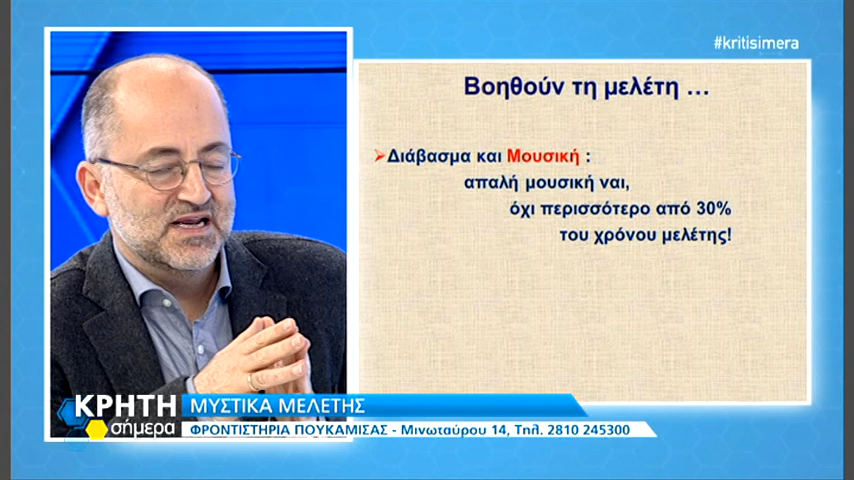 #kritisimera
Βοηθούν τη μελέτη …
➢Διάβασμα και Μουσική :
απαλή μουσική ναι,
όχι περισσότερο από 30%
του χρόνου μελέτης!
ΚΡΗΤΗ
σήμερα
ΜΥΣΤΙΚΑ ΜΕΛΕΤΗΣ
ΦΡΟΝΤΙΣΤΗΡΙΑ ΠΟΥΚΑΜΙΣΑΣ - Μινωταύρου 14, Τηλ. 2810 245300